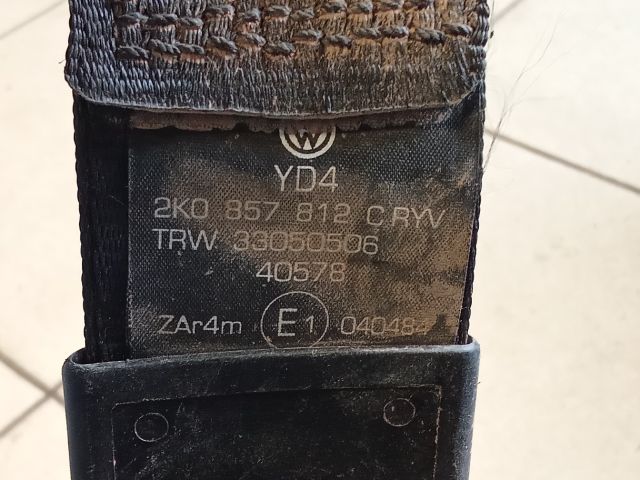 YD4
2K0 857 812 C RYV
TRW 33050506
40578
ZAr4m E1 040484